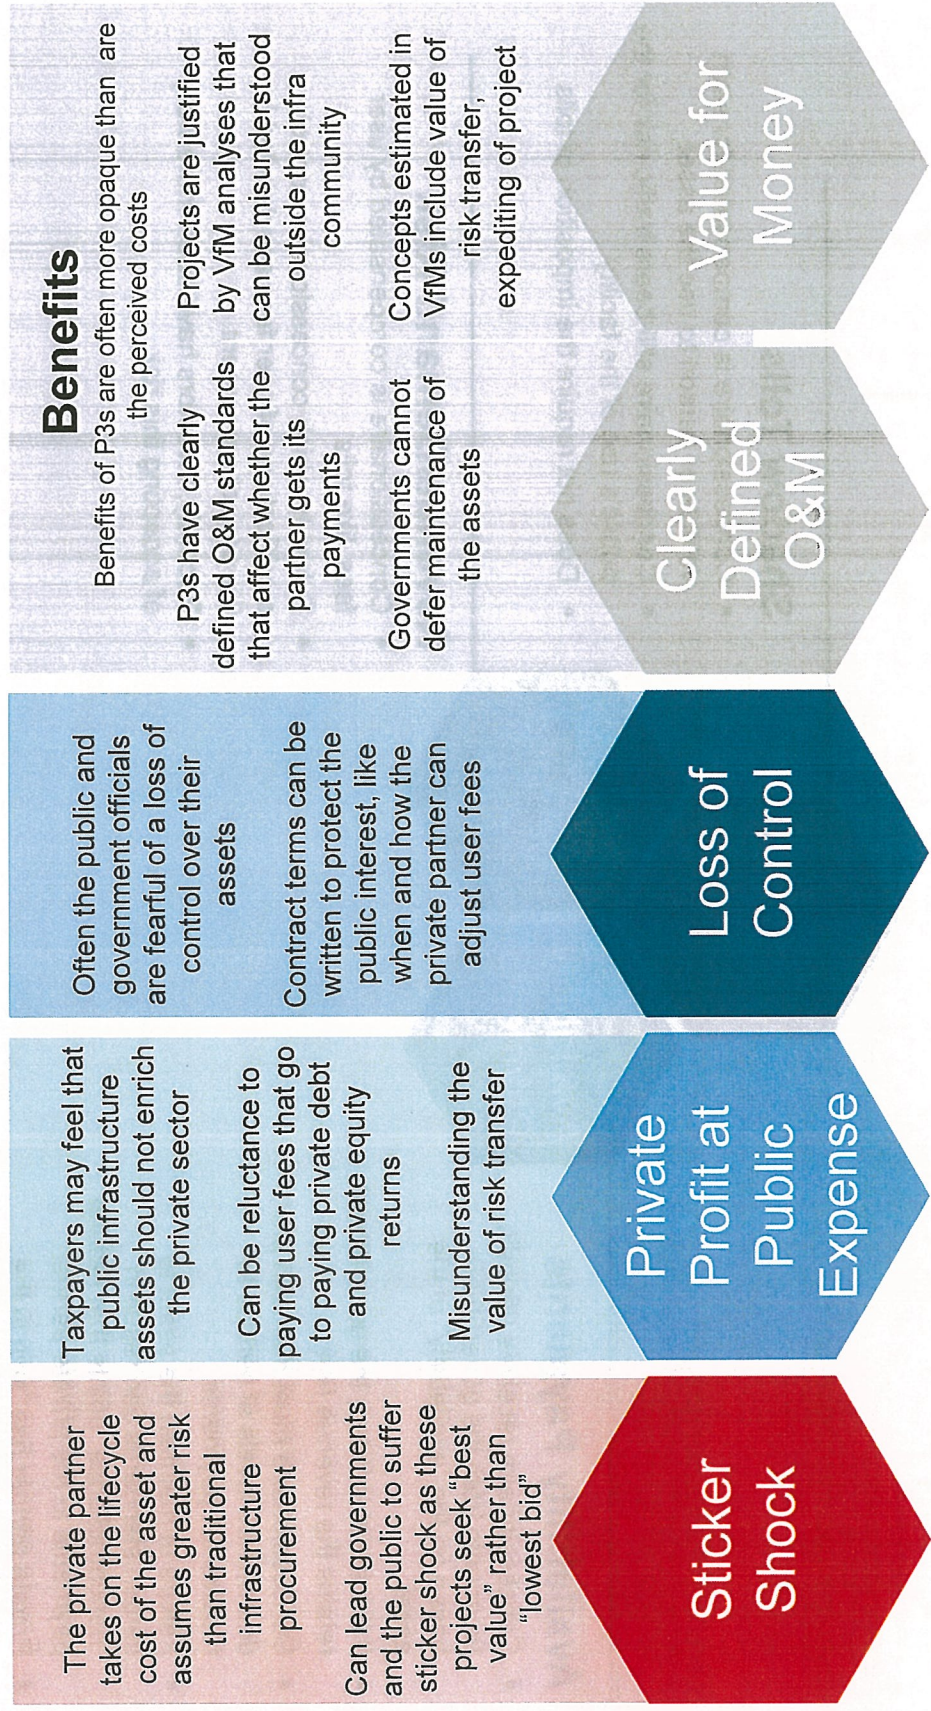 The private partner
takes on the lifecycle
cost of the asset and
assumes greater risk
than traditional
infrastructure
procurement
Can lead governments
and the public to suffer
sticker shock as these
projects seek “best
value” rather than
“lowest bid”
Sticker
Shock
Taxpayers may feel that
public infrastructure
assets should not enrich
the private sector
Can be reluctance to
paying user fees that go
to paying private debt
and private equity
returns
Misunderstanding the
value of risk transfer
Private
Profit at
Public
Expense
Often the public and
government officials
are fearful of a loss of
control over their
assets
Contract terms can be
written to protect the
public interest, like
when and how the
private partner can
adjust user fees
Loss of
Control
Benefits
Benefits of P3s are often more opaque than are
the perceived costs
P3s have clearly
defined O&M standards
that affect whether the
partner gets its
payments
Governments cannot
defer maintenance of
the assets
Clearly
Defined
O&M
Projects are justified
by VfM analyses that
can be misunderstood
outside the infra
community
Concepts estimated in
VfMs include value of
risk transfer,
expediting of project
Value for
Money